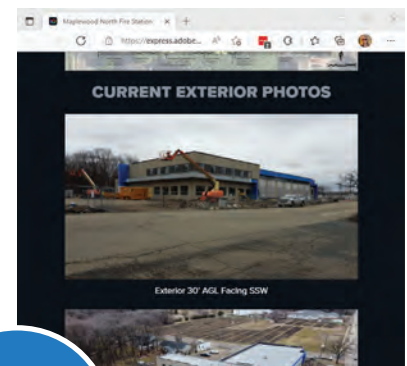 Maplewood North Fire Station
https://express.adobe...
CURRENT EXTERIOR PHOTOS
Exterior 30' AGL Facing SSW